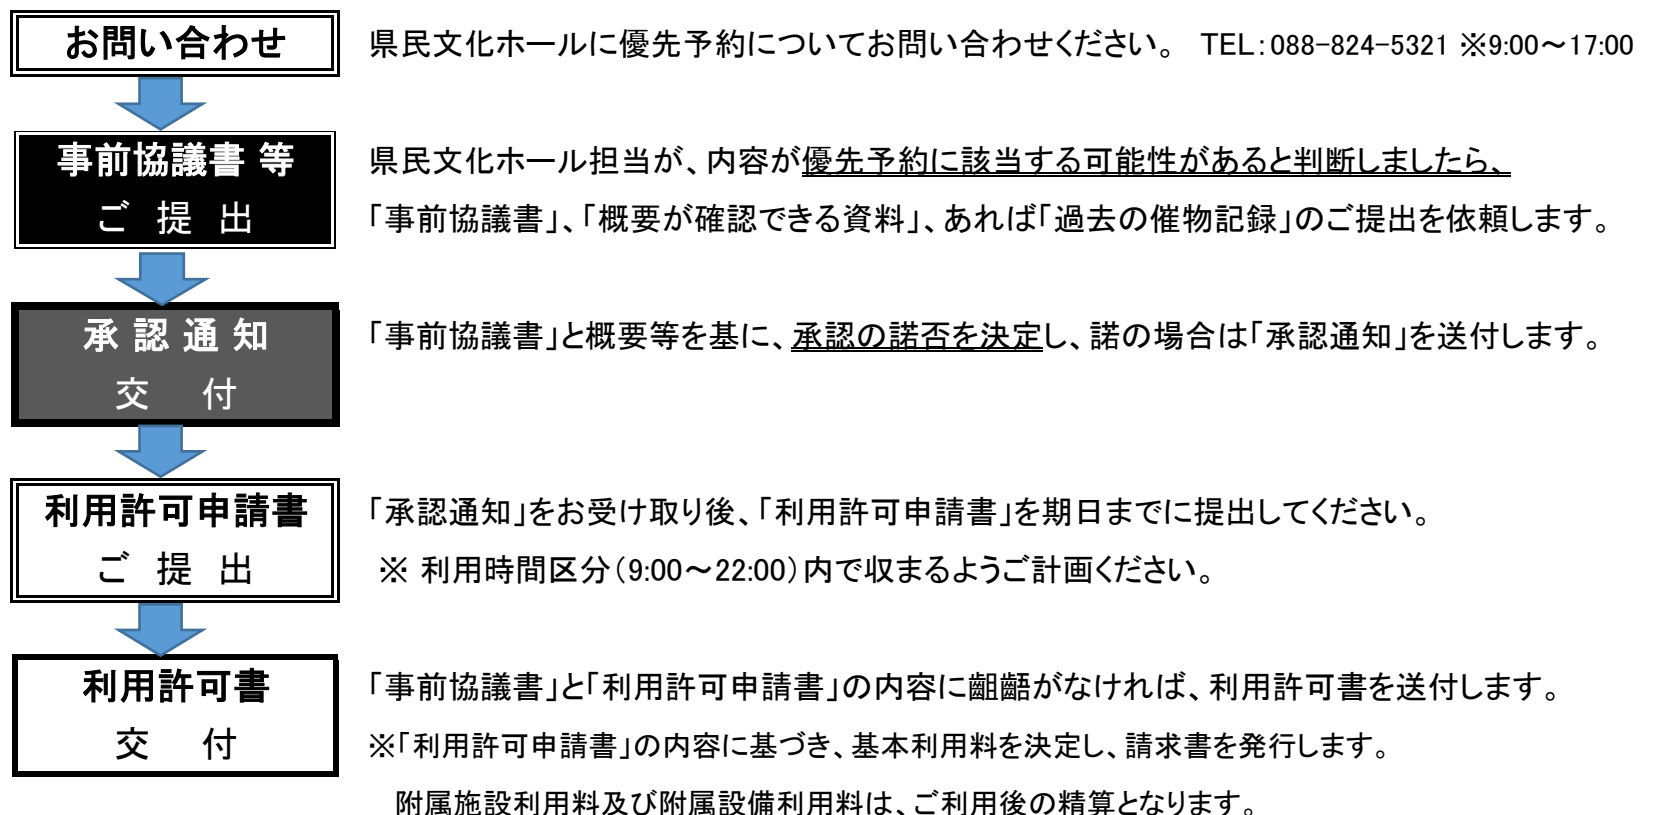 お問い合わせ
県民文化ホールに優先予約についてお問い合わせください。 TEL:088-824-5321 ※9:00～17:00
事前協議書 等
ご 提 出
県民文化ホール担当が、内容が優先予約に該当する可能性があると判断しましたら、
「事前協議書」、「概要が確認できる資料」、あれば「過去の催物記録」のご提出を依頼します。
承 認 通 知
交 付
「事前協議書」と概要等を基に、承認の諾否を決定し、諾の場合は「承認通知」を送付します。
利用許可申請書
ご 提 出
「承認通知」をお受け取り後、「利用許可申請書」を期日までに提出してください。
※ 利用時間区分(9:00～22:00)内で収まるようご計画ください。
利用許可書
交 付
「事前協議書」と「利用許可申請書」の内容に齟齬がなければ、利用許可書を送付します。
※「利用許可申請書」の内容に基づき、基本利用料を決定し、請求書を発行します。
附属施設利用料及び附属設備利用料は、ご利用後の精算となります。